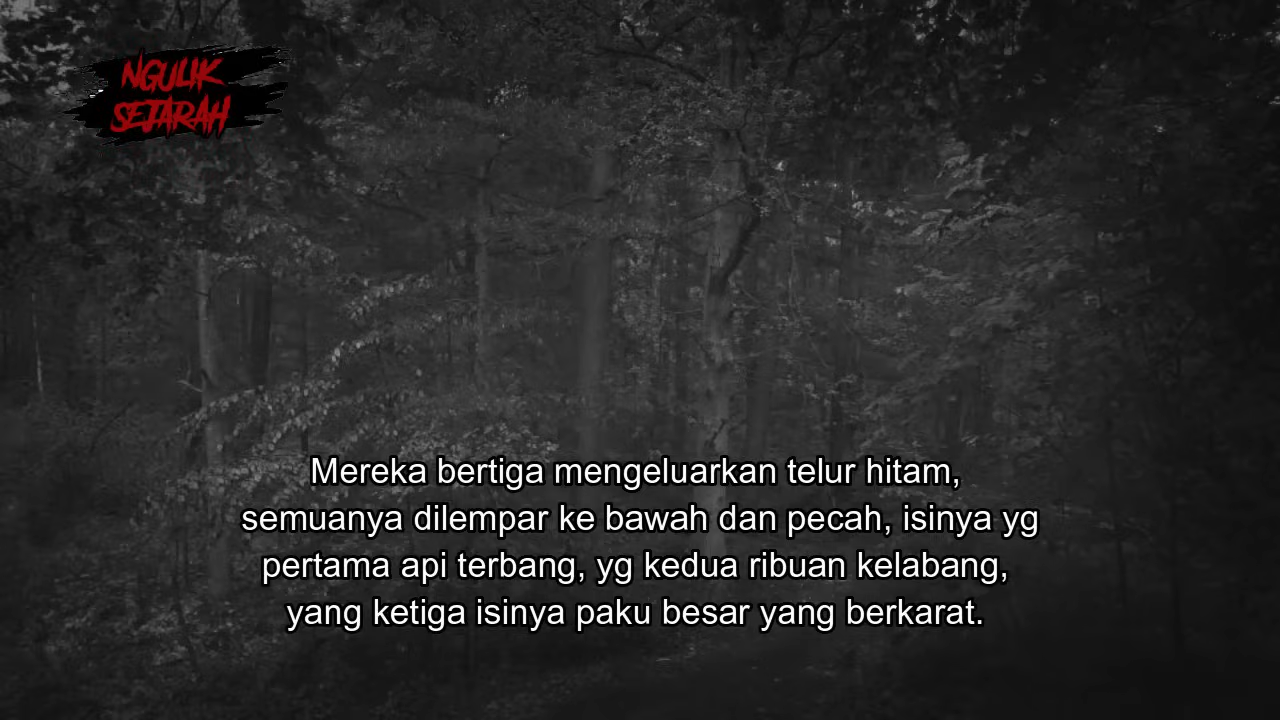 NGULIK
SEJARAH
Mereka bertiga mengeluarkan telur hitam,
semuanya dilempar ke bawah dan pecah, isinya yg
pertama api terbang, yg kedua ribuan kelabang,
yang ketiga isinya paku besar yang berkarat.